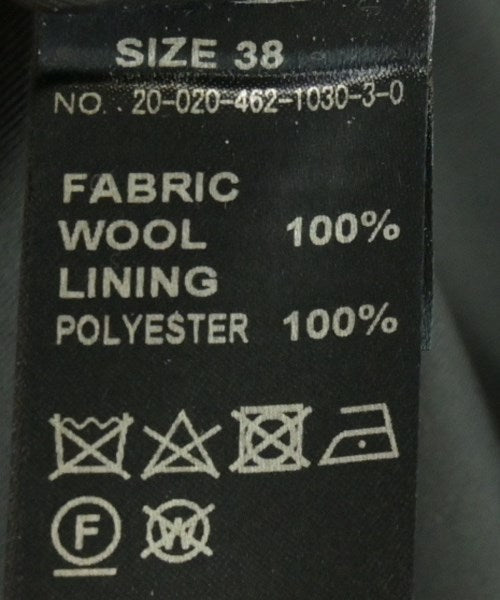 SIZE 38
NO. 20-020-462-1030-3-0
FABRIC
WOOL 100%
LINING
POLYESTER 100%
F W